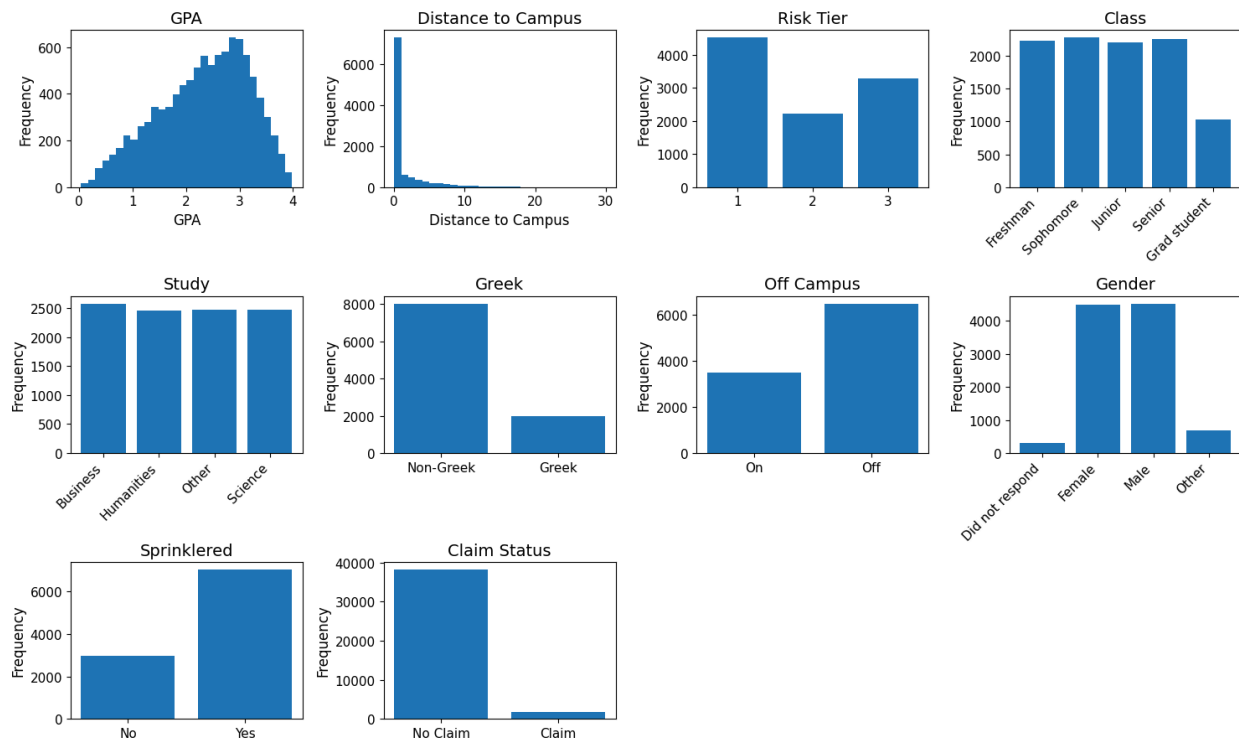 GPA
Frequency
600
400
200
0
0 1 2 3 4
GPA
Distance to Campus
Frequency
6000
4000
2000
0
0 10 20 30
Distance to Campus
Risk Tier
Frequency
4000
3000
2000
1000
0
1 2 3
Class
Frequency
2000
1500
1000
500
0
Freshman
Sophomore
Junior
Senior
Grad student
Study
Frequency
2500
2000
1500
1000
500
0
Business
Humanities
Other
Science
Greek
Frequency
8000
6000
4000
2000
0
Non-Greek Greek
Off Campus
Frequency
6000
4000
2000
0
On Off
Gender
Frequency
4000
3000
2000
1000
0
Did not respond
Female
Male
Other
Sprinklered
Frequency
6000
4000
2000
0
No Yes
Claim Status
Frequency
40000
30000
20000
10000
0
No Claim Claim